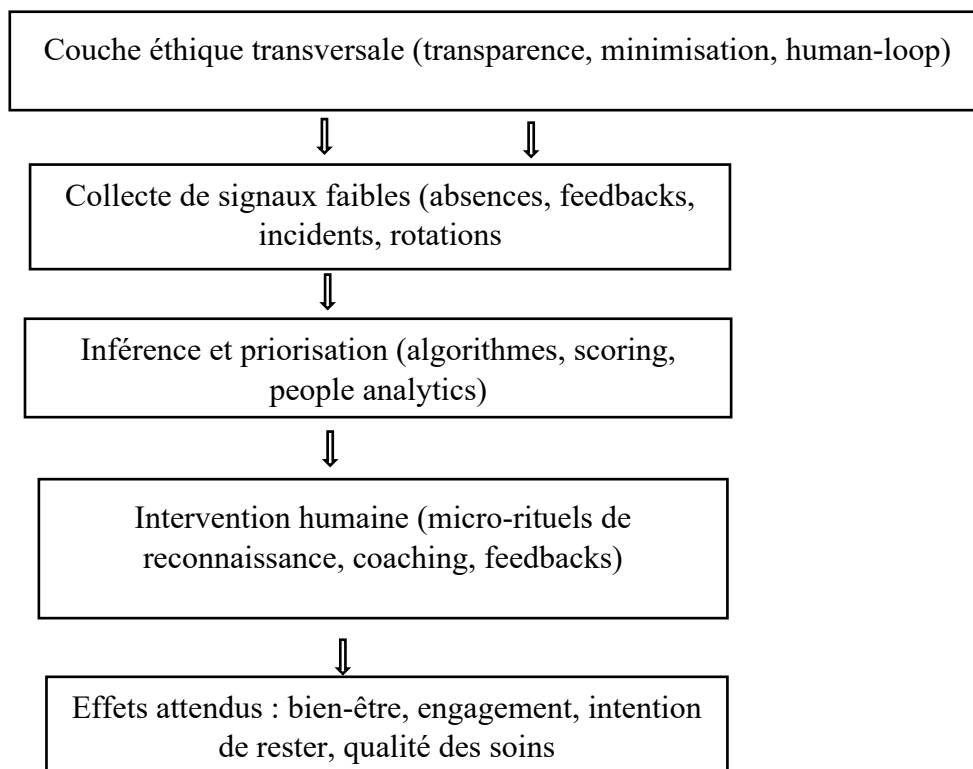 Couche éthique transversale (transparence, minimisation, human-loop)
Collecte de signaux faibles (absences, feedbacks,
incidents, rotations
Inférence et priorisation (algorithmes, scoring,
people analytics)
Intervention humaine (micro-rituels de
reconnaissance, coaching, feedbacks)
Effets attendus : bien-être, engagement, intention
de rester, qualité des soins